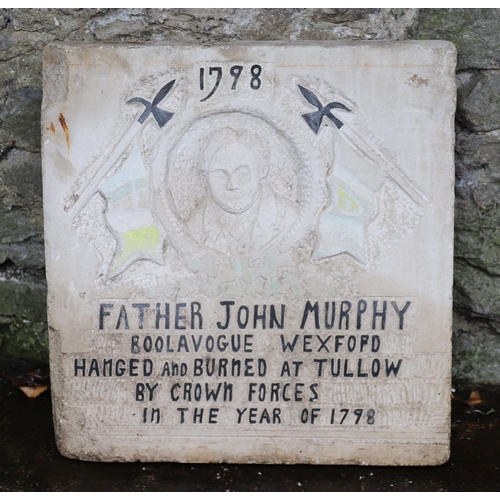 1798
FATHER JOHN MURPHY
BOOLAVOGUE WEXFORD
HANGED and BURNED AT TULLOW
BY CROWN FORCES
IN THE YEAR OF 1798